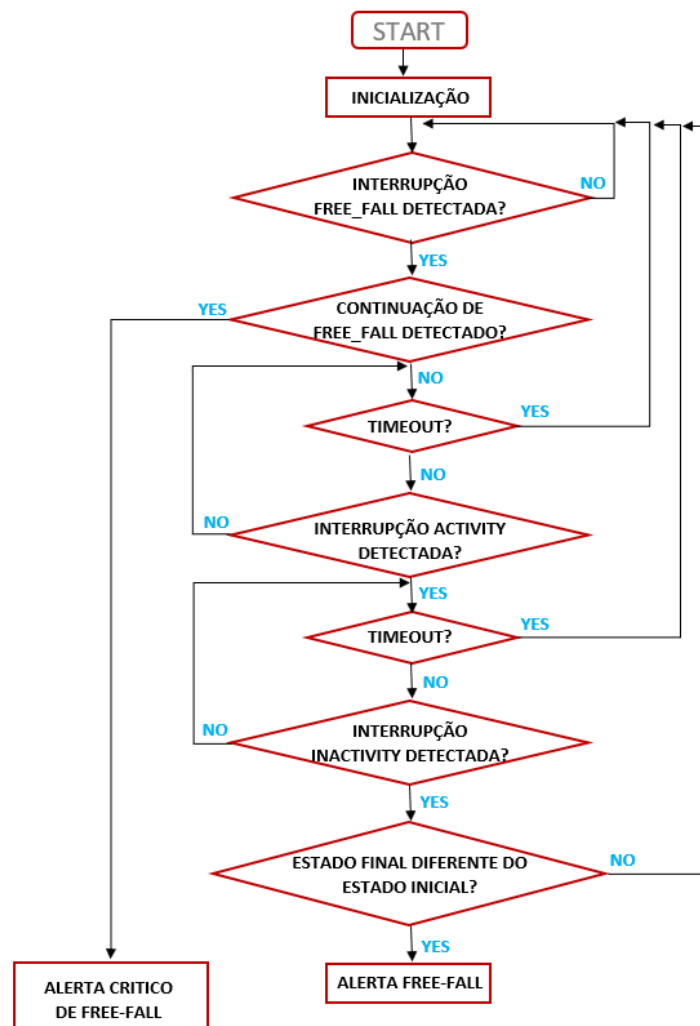 START
INICIALIZAÇÃO
INTERRUPÇÃO
FREE_FALL DETECTADA?
NO
YES
CONTINUAÇÃO DE
FREE_FALL DETECTADO?
YES
NO
TIMEOUT?
YES
NO
INTERRUPÇÃO ACTIVITY
DETECTADA?
NO
YES
TIMEOUT?
YES
NO
INTERRUPÇÃO
INACTIVITY DETECTADA?
NO
YES
ESTADO FINAL DIFERENTE DO
ESTADO INICIAL?
NO
YES
ALERTA FREE-FALL
ALERTA CRITICO
DE FREE-FALL